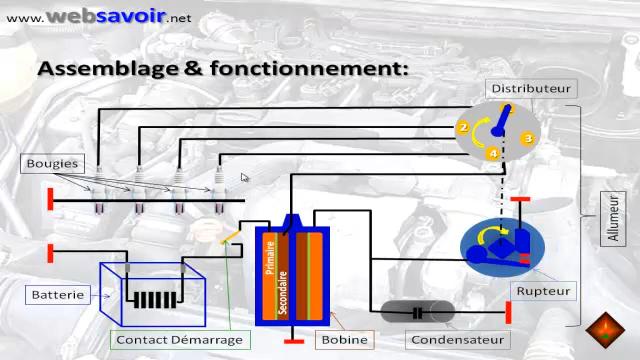 www.websavoir.net
Assemblage & fonctionnement:
Distributeur
2
3
4
Bougies
Allumeur
Primaire
Secondaire
Batterie
Rupteur
Contact Démarrage
Bobine
Condensateur